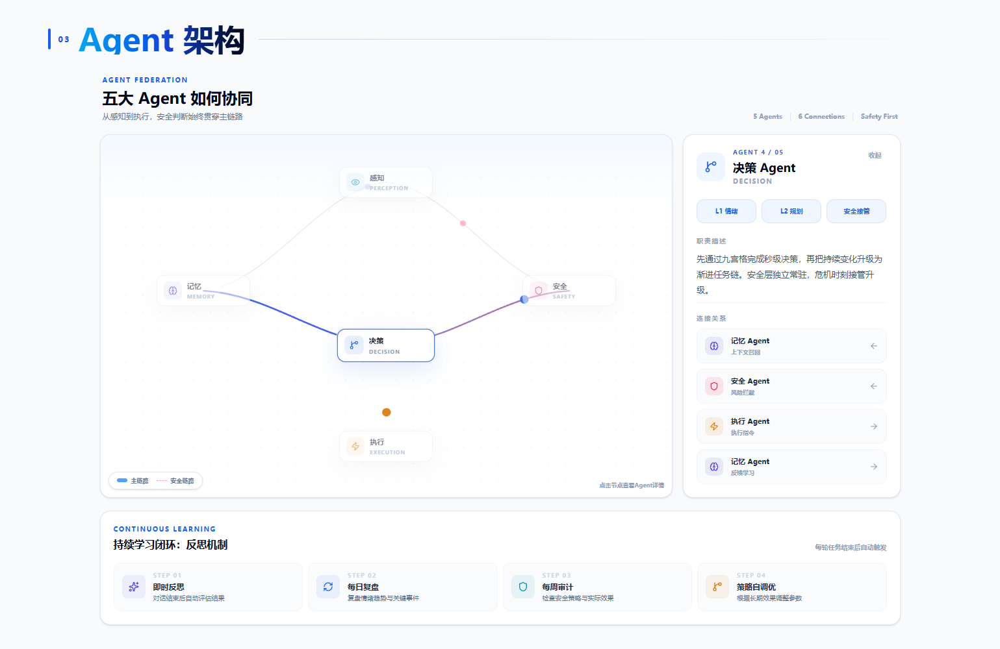 03
Agent 架构
AGENT FEDERATION
五大 Agent 如何协同
从感知到执行，安全判断始终贯穿主链路
5 Agents
6 Connections
Safety First
感知
PERCEPTION
记忆
MEMORY
安全
SAFETY
决策
DECISION
执行
EXECUTION
主链路
安全链路
点击节点查看Agent详情
AGENT 4 / 05
收起
决策 Agent
DECISION
L1 情绪
L2 规划
安全接管
职责描述
先通过九宫格完成秒级决策，再把持续变化升级为
渐进任务链。安全层独立常驻，危机时刻接管升
级。
连接关系
记忆 Agent
上下文召回
←
安全 Agent
风险拦截
←
执行 Agent
执行指令
→
记忆 Agent
反馈学习
→
CONTINUOUS LEARNING
持续学习闭环：反思机制
每轮任务结束后自动触发
STEP 01
即时反思
对话结束后自动评估结果
STEP 02
每日复盘
复盘情绪趋势与关键事件
STEP 03
每周审计
检查安全策略与实际效果
STEP 04
策略自调优
根据长期效果调整参数